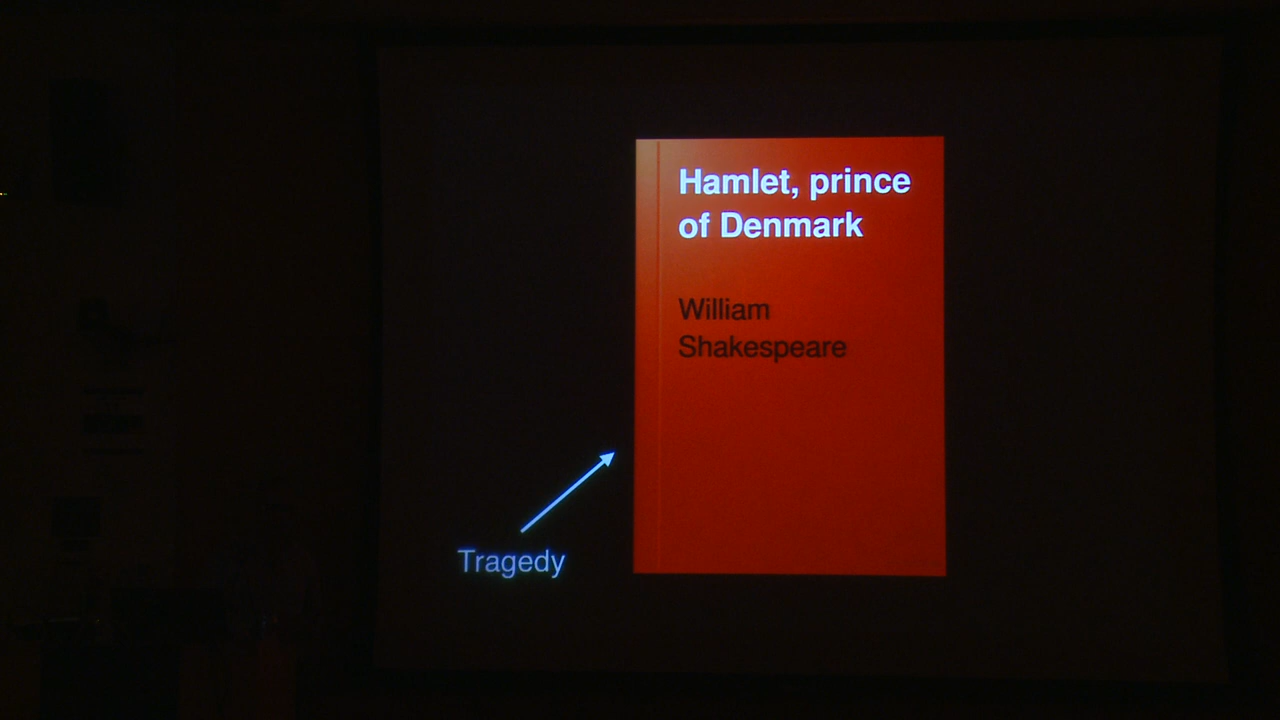 Hamlet, prince
of Denmark
William
Shakespeare
Tragedy